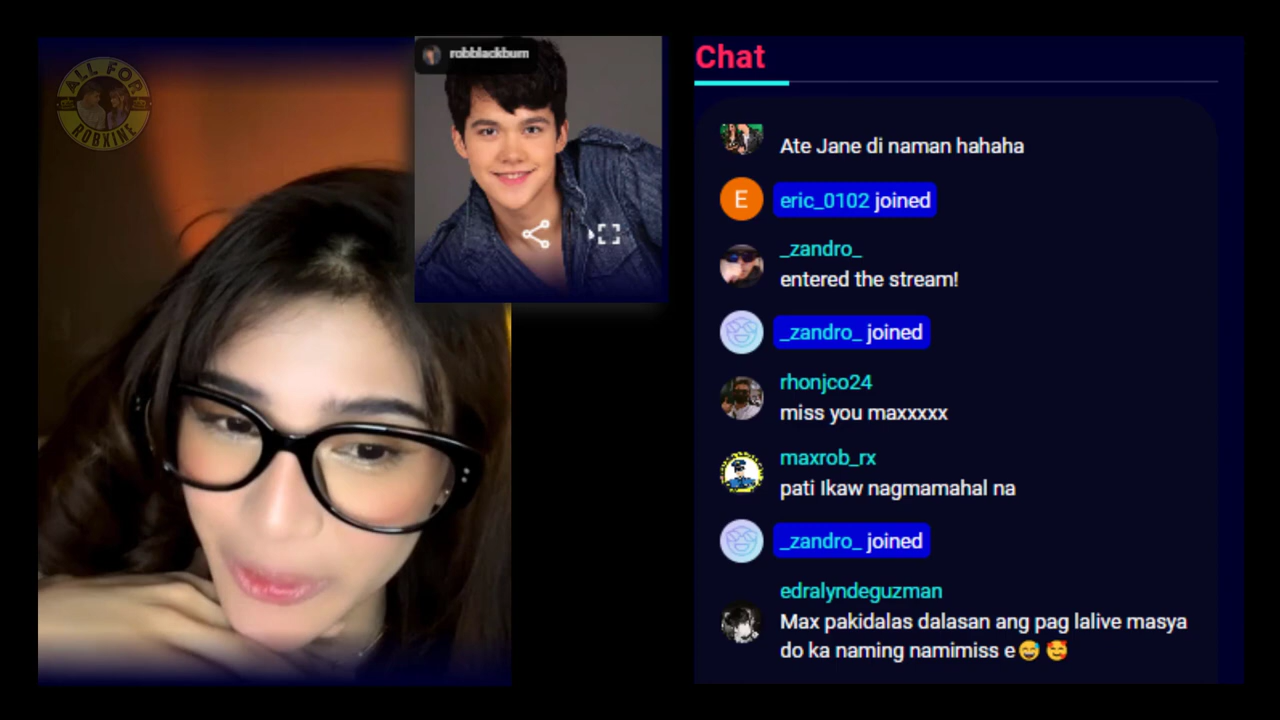 ALL FOR
ROBXINE
robblackburn
Chat
Ate Jane di naman hahaha
E
eric_0102 joined
_zandro_
entered the stream!
_zandro_ joined
rhonjco24
miss you maxxxxx
maxrob_rx
pati Ikaw nagmamahal na
_zandro_ joined
edralyndeguzman
Max pakidalas dalasan ang pag lalive masya
do ka naming namimiss e😅 🥰